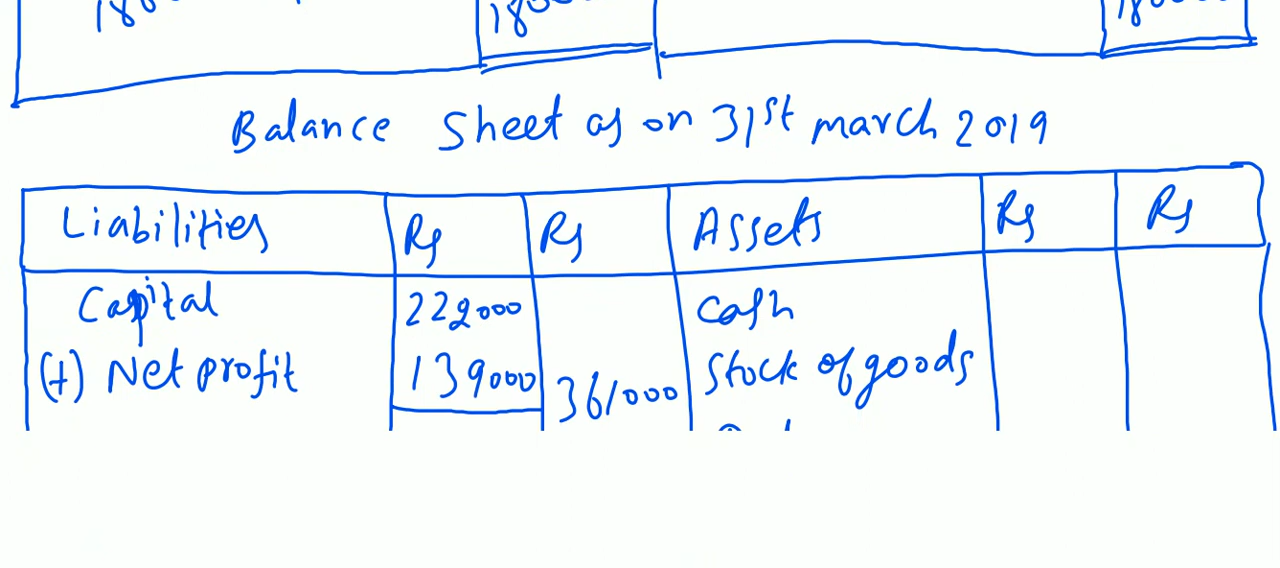 Balance Sheet as on 31st march 2019
Liabilities Rs Rs Assets Rs Rs
Capital 222000 Cash
(+) Net profit 139000 361000 Stock of goods